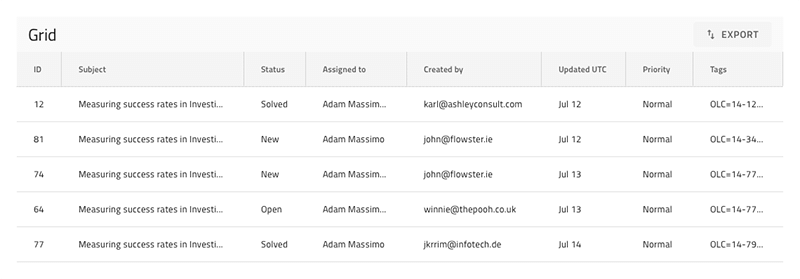 Grid
EXPORT
ID Subject Status Assigned to Created by Updated UTC Priority Tags
12 Measuring success rates in Investi... Solved Adam Massim... karl@ashleyconsult.com Jul 12 Normal OLC=14-12...
81 Measuring success rates in Investi... New Adam Massimo john@flowster.ie Jul 12 Normal OLC=14-34...
74 Measuring success rates in Investi... New Adam Massim... john@flowster.ie Jul 13 Normal OLC=14-77...
64 Measuring success rates in Investi... Open Adam Massim... winnie@thepooh.co.uk Jul 13 Normal OLC=14-77...
77 Measuring success rates in Investi... Solved Adam Massimo jkrrim@infotech.de Jul 14 Normal OLC=14-79...